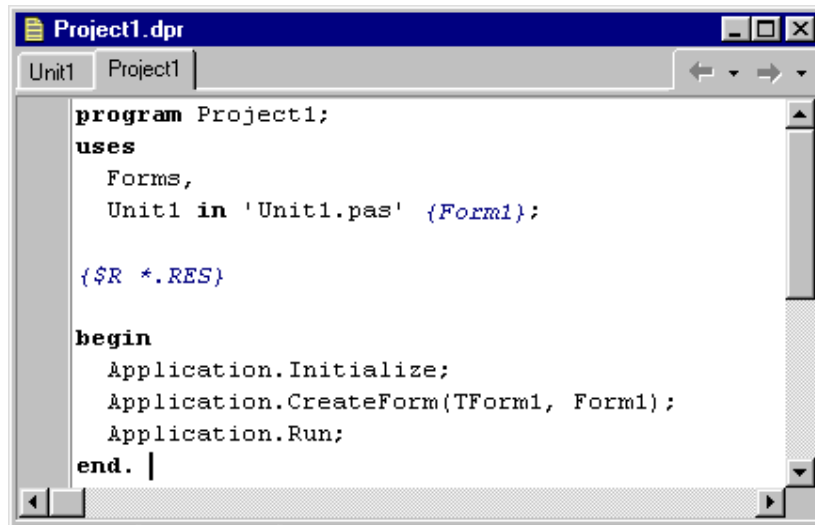 Project1.dpr
Unit1 Project1
program Project1;
uses
  Forms,
  Unit1 in 'Unit1.pas' {Form1};
{$R *.RES}
begin
  Application.Initialize;
  Application.CreateForm(TForm1, Form1);
  Application.Run;
end.